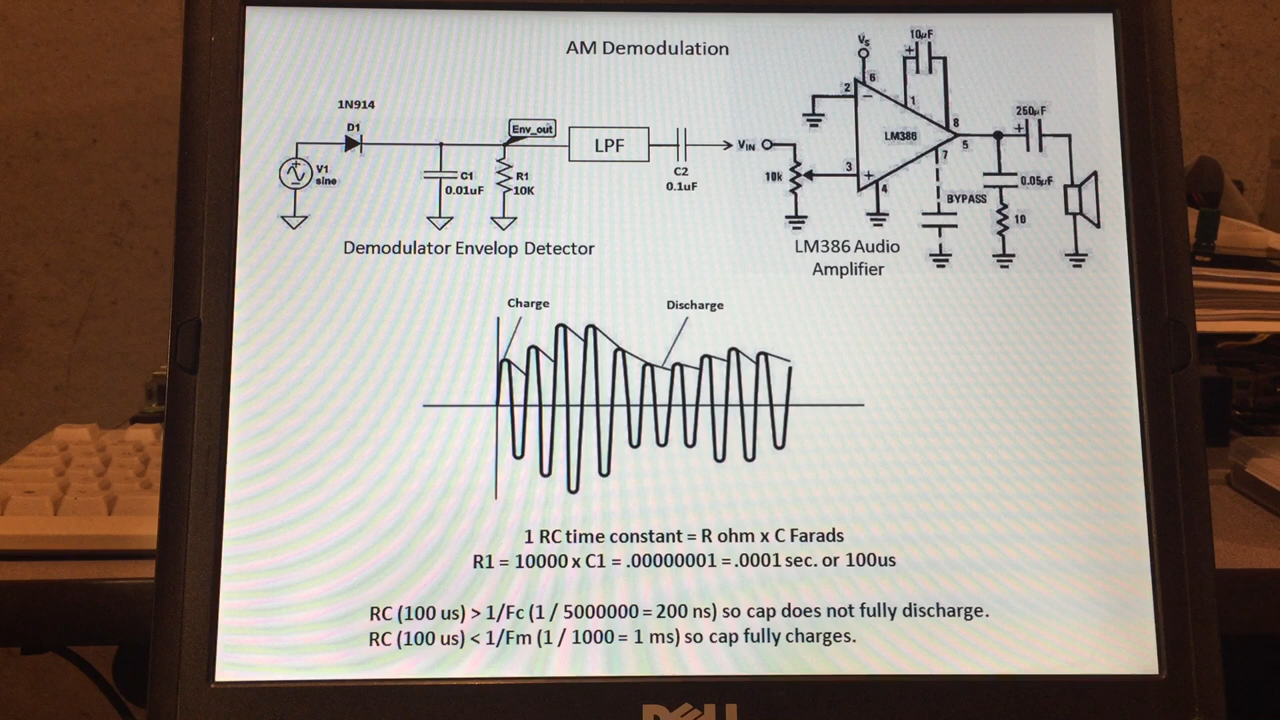 AM Demodulation
1N914
D1
V1
sine
C1
0.01uF
R1
10K
Env_out
LPF
C2
0.1uF
VIN
10k
Vs
6
2
3
4
LM386
1
10μF
8
5
7
BYPASS
250μF
+
0.05μF
10
Demodulator Envelop Detector
LM386 Audio
Amplifier
Charge
Discharge
1 RC time constant = R ohm x C Farads
R1 = 10000 x C1 = .00000001 = .0001 sec. or 100us
RC (100 us) > 1/Fc (1 / 5000000 = 200 ns) so cap does not fully discharge.
RC (100 us) < 1/Fm (1 / 1000 = 1 ms) so cap fully charges.
DELL